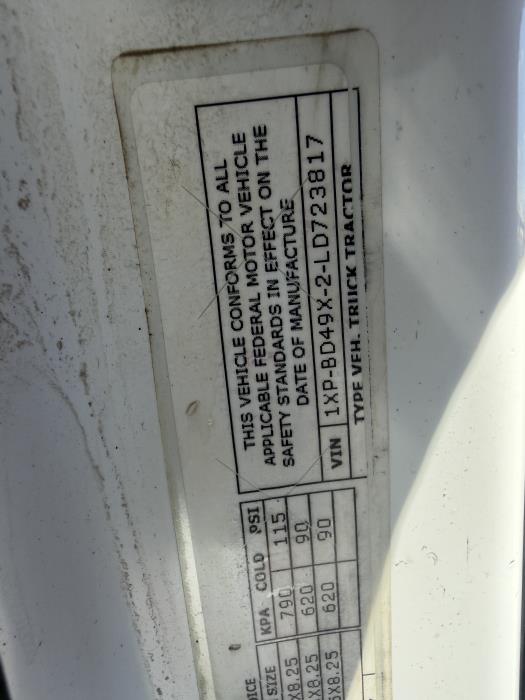 THIS VEHICLE CONFORMS TO ALL
APPLICABLE FEDERAL MOTOR VEHICLE
SAFETY STANDARDS IN EFFECT ON THE
DATE OF MANUFACTURE
VIN 1XP-BD49X-2-LD723817
TYPE VEH. TRUCK TRACTOR
SIZE KPA COLD PSI
X8.25 790 115
X8.25 620 90
X8.25 620 90